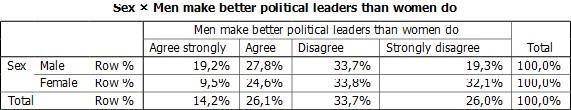 Sex × Men make better political leaders than women do
Men make better political leaders than women do
Agree strongly Agree Disagree Strongly disagree Total
Sex Male Row % 19,2% 27,8% 33,7% 19,3% 100,0%
Female Row % 9,5% 24,6% 33,8% 32,1% 100,0%
Total Row % 14,2% 26,1% 33,7% 26,0% 100,0%